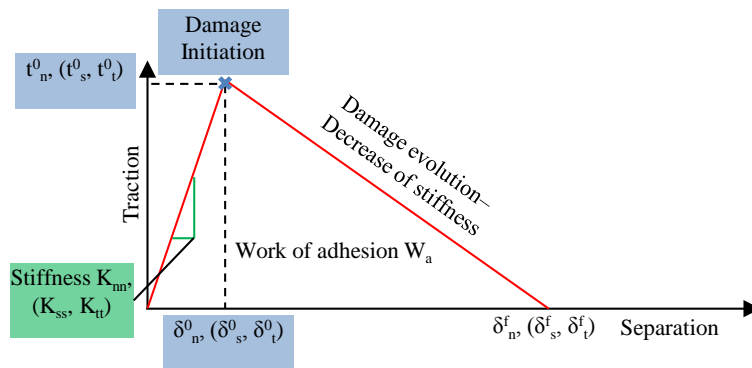 Damage
Initiation
t⁰ₙ, (t⁰ₛ, t⁰ₜ)
Damage evolution–
Decrease of stiffness
Traction
Work of adhesion Wₐ
Stiffness Kₙₙ,
(Kₛₛ, Kₜₜ)
δ⁰ₙ, (δ⁰ₛ, δ⁰ₜ)
δᶠₙ, (δᶠₛ, δᶠₜ)
Separation